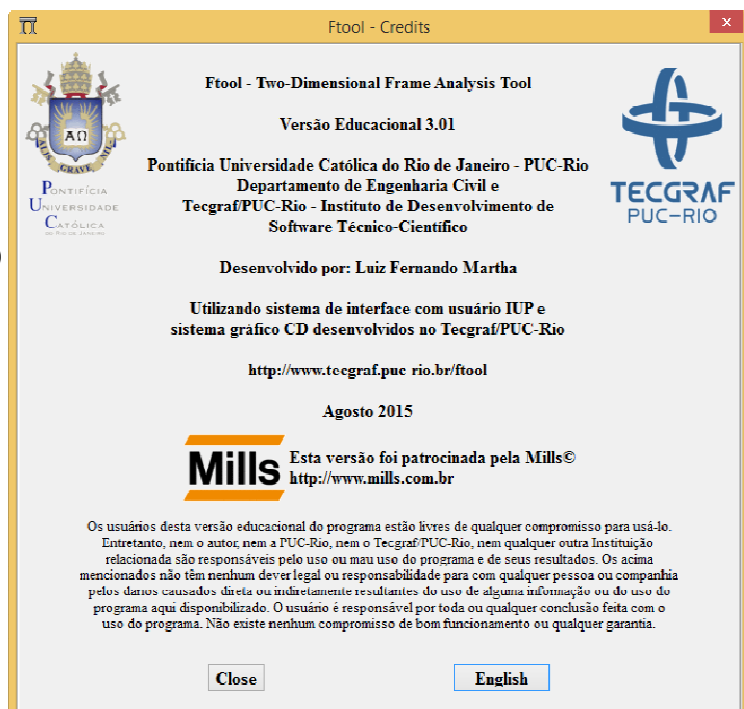 Ftool - Credits
x
Ftool - Two-Dimensional Frame Analysis Tool
Versão Educacional 3.01
ΑΩ
ALIS GRAVE NIL
Pontifícia Universidade Católica do Rio de Janeiro - PUC-Rio
Departamento de Engenharia Civil e
Tecgraf/PUC-Rio - Instituto de Desenvolvimento de
Software Técnico-Científico
PONTIFÍCIA
UNIVERSIDADE
CATÓLICA
DO RIO DE JANEIRO
TECGRAF
PUC-RIO
Desenvolvido por: Luiz Fernando Martha
Utilizando sistema de interface com usuário IUP e
sistema gráfico CD desenvolvidos no Tecgraf/PUC-Rio
http://www.tecgraf.puc-rio.br/ftool
Agosto 2015
Mills
Esta versão foi patrocinada pela Mills©
http://www.mills.com.br
Os usuários desta versão educacional do programa estão livres de qualquer compromisso para usá-lo.
Entretanto, nem o autor, nem a PUC-Rio, nem o Tecgraf/PUC-Rio, nem qualquer outra Instituição
relacionada são responsáveis pelo uso ou mau uso do programa e de seus resultados. Os acima
mencionados não têm nenhum dever legal ou responsabilidade para com qualquer pessoa ou companhia
pelos danos causados direta ou indiretamente resultantes do uso de alguma informação ou do uso do
programa aqui disponibilizado. O usuário é responsável por toda ou qualquer conclusão feita com o
uso do programa. Não existe nenhum compromisso de bom funcionamento ou qualquer garantia.
Close
English